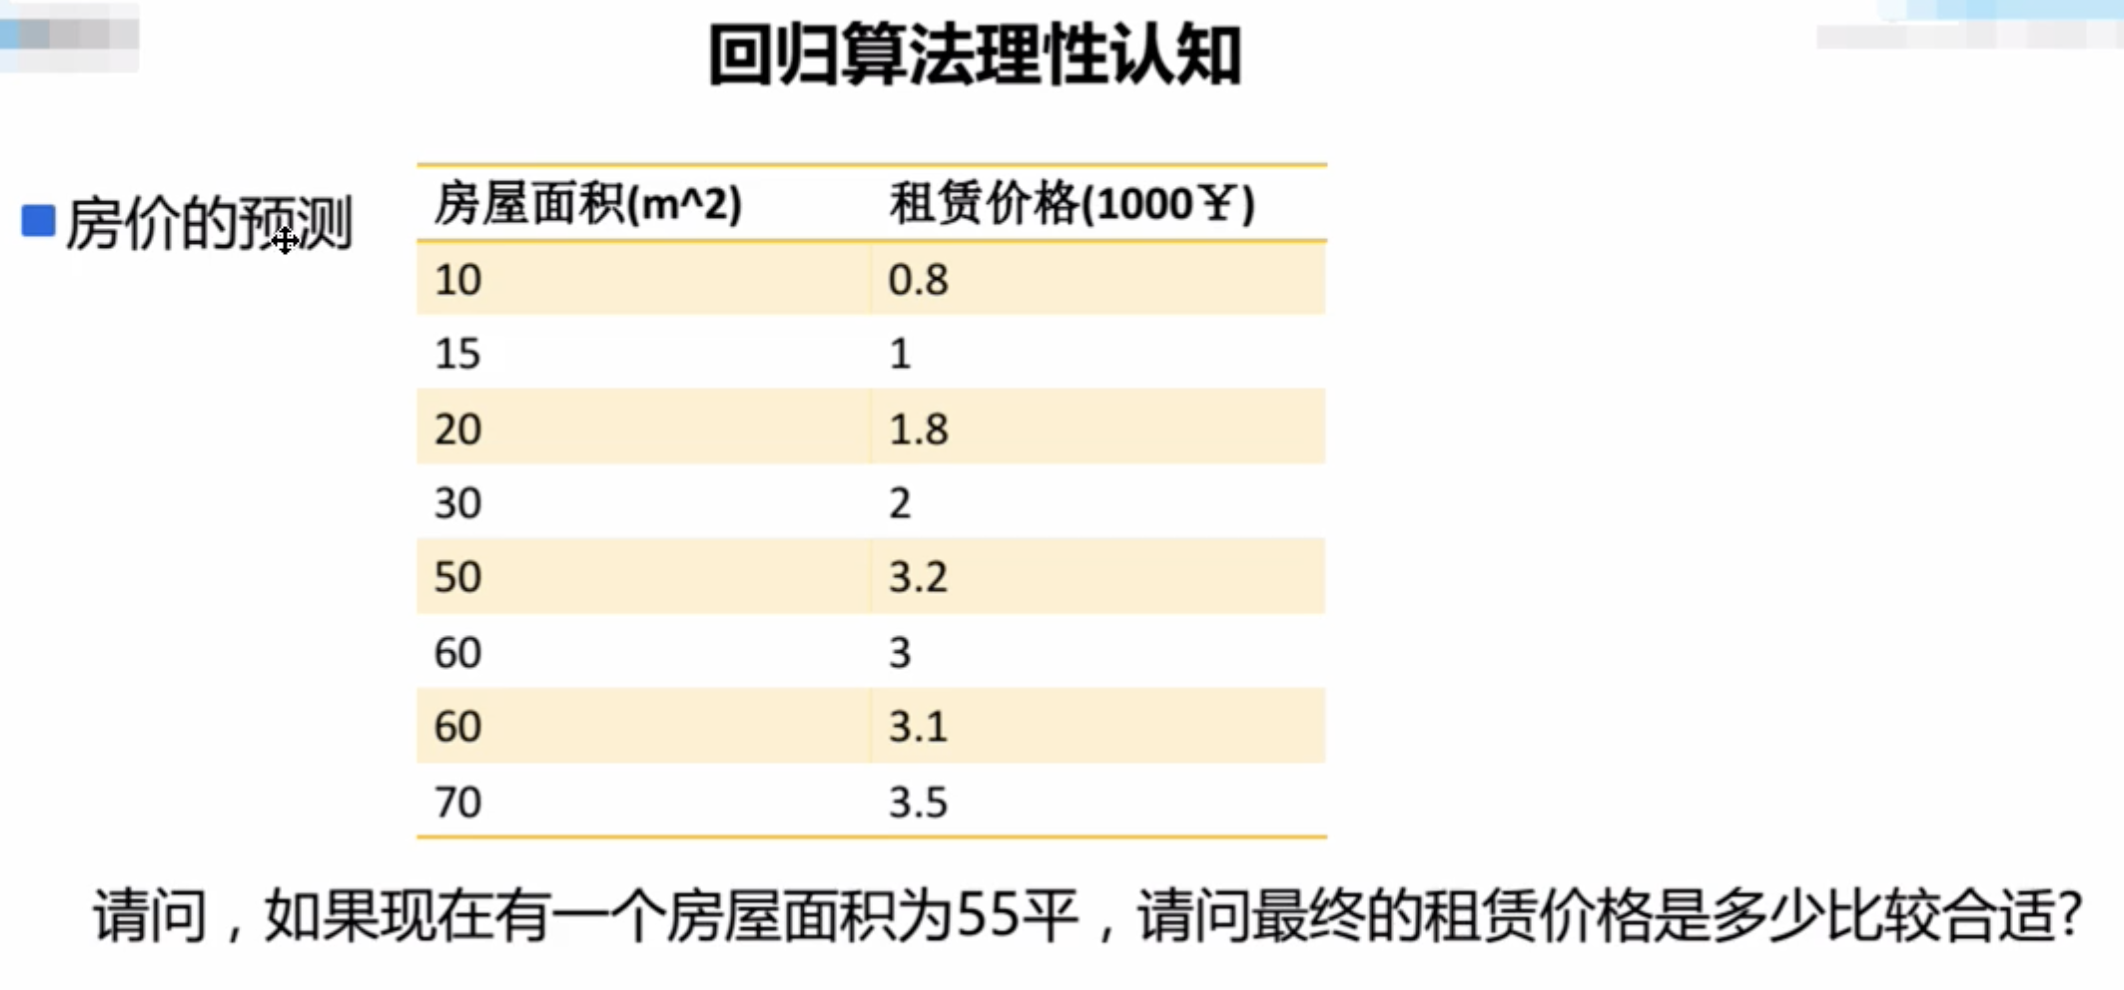 回归算法理性认知
房价的预测
房屋面积(m^2) 租赁价格(1000￥)
10 0.8
15 1
20 1.8
30 2
50 3.2
60 3
60 3.1
70 3.5
请问，如果现在有一个房屋面积为55平，请问最终的租赁价格是多少比较合适?